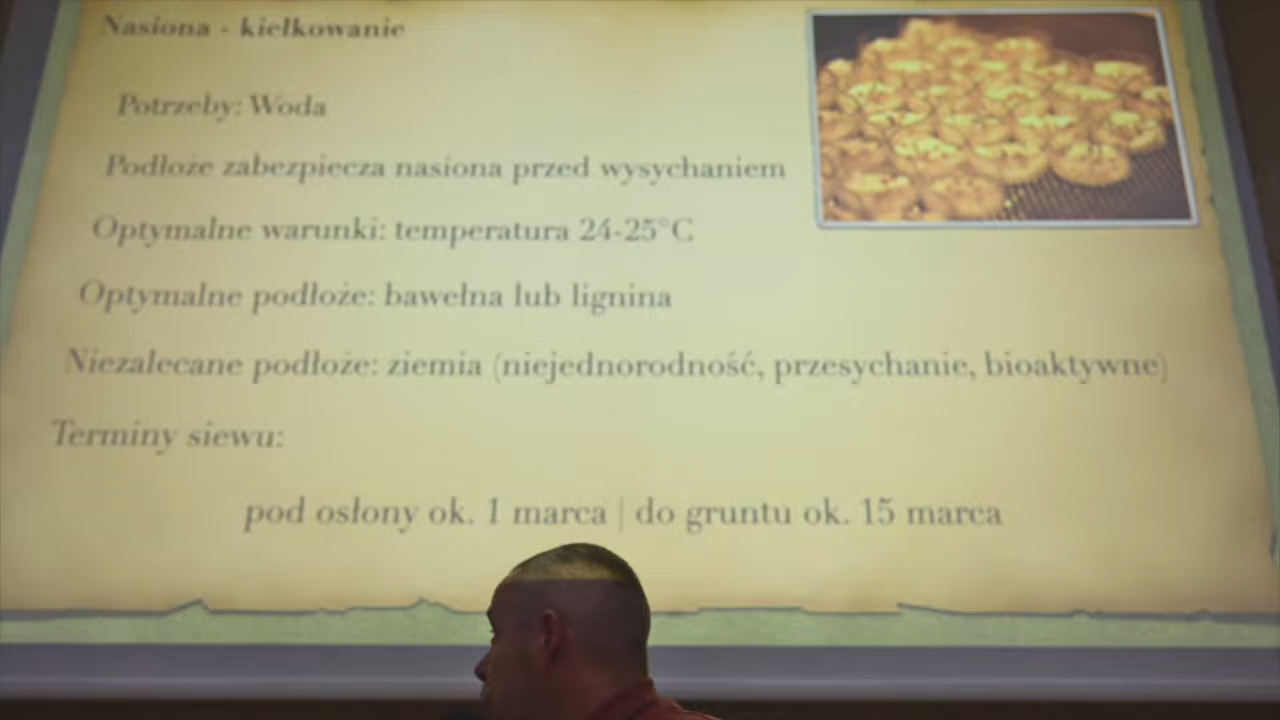 Nasiona - kiełkowanie
Potrzeby: Woda
Podłoże zabezpiecza nasiona przed wysychaniem
Optymalne warunki: temperatura 24-25°C
Optymalne podłoże: bawełna lub lignina
Niezalecane podłoże: ziemia (niejednorodność, przesychanie, bioaktywne)
Terminy siewu:
pod osłony ok. 1 marca | do gruntu ok. 15 marca